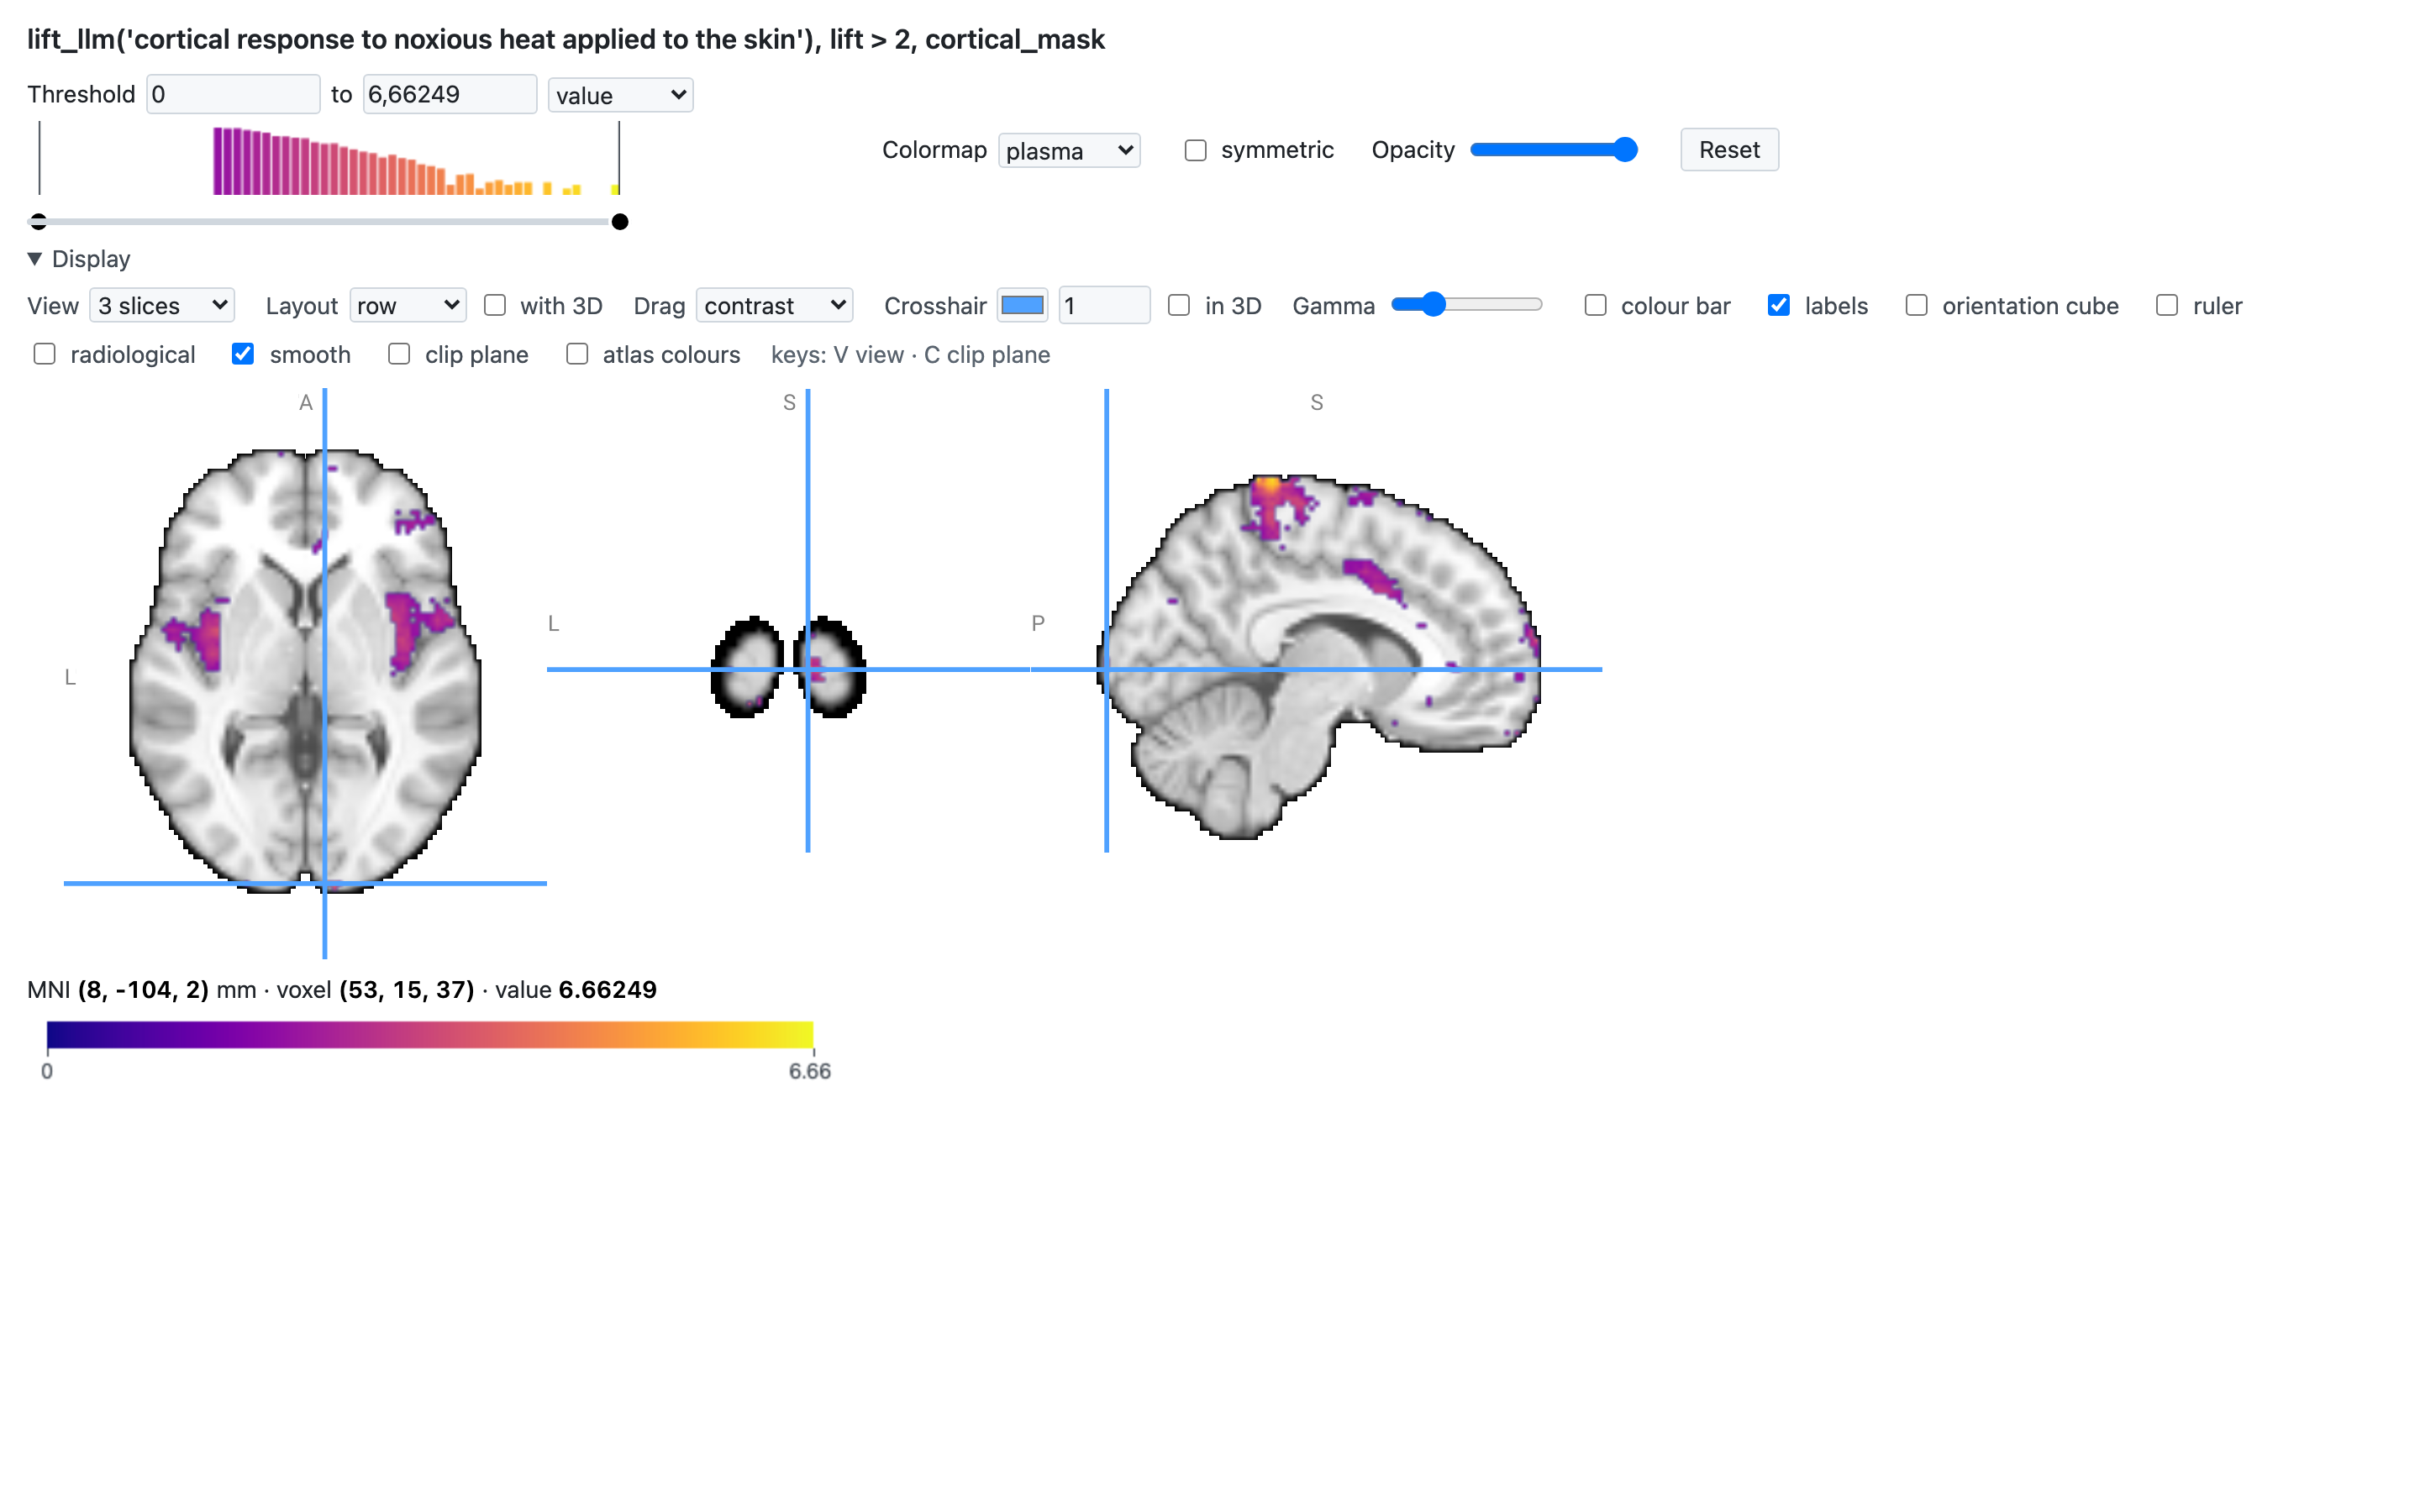 lift_llm('cortical response to noxious heat applied to the skin'), lift > 2, cortical_mask
Threshold 0 to 6,66249 value
Colormap plasma symmetric Opacity Reset
▼ Display
View 3 slices Layout row with 3D Drag contrast Crosshair 1 in 3D Gamma colour bar labels orientation cube ruler
radiological smooth clip plane atlas colours keys: V view · C clip plane
A S S
L P
L
MNI (8, -104, 2) mm · voxel (53, 15, 37) · value 6.66249
0 6.66